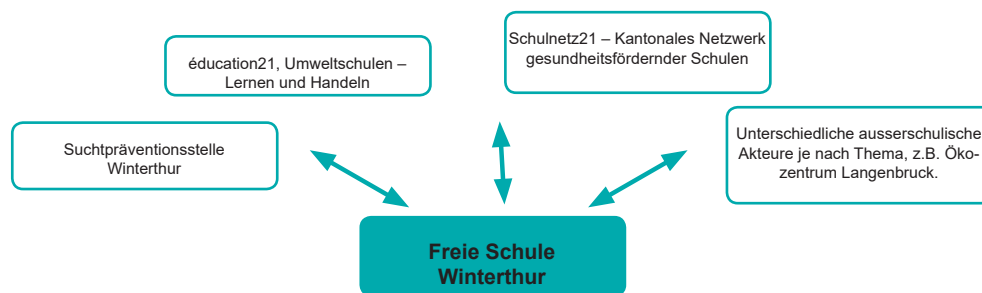 Schulnetz21 – Kantonales Netzwerk
gesundheitsfördernder Schulen
éducation21, Umweltschulen –
Lernen und Handeln
Suchtpräventionsstelle
Winterthur
Unterschiedliche ausserschulische
Akteure je nach Thema, z.B. Öko-
zentrum Langenbruck.
Freie Schule
Winterthur